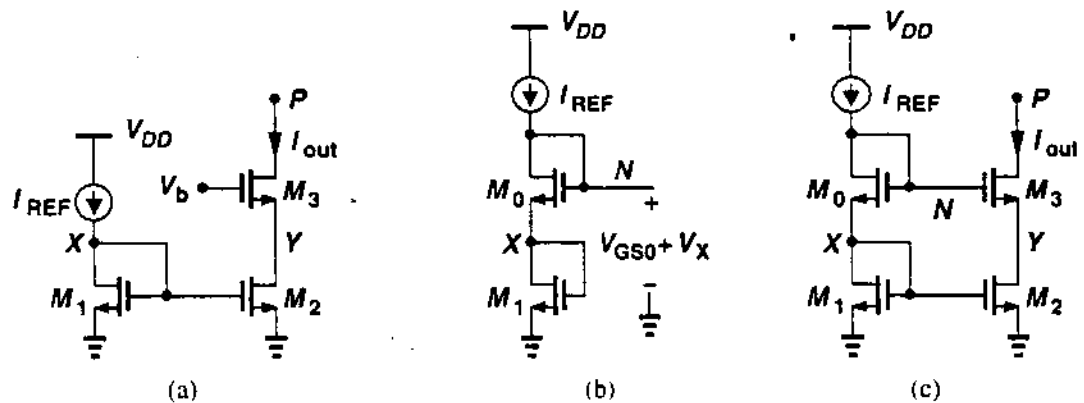 V_DD
I_REF
X
M_1
V_b
P
I_out
M_3
Y
M_2
(a)
V_DD
I_REF
M_0
N
+
X
V_GS0 + V_X
M_1
−
(b)
V_DD
I_REF
P
I_out
M_0
N
M_3
X
Y
M_1
M_2
(c)